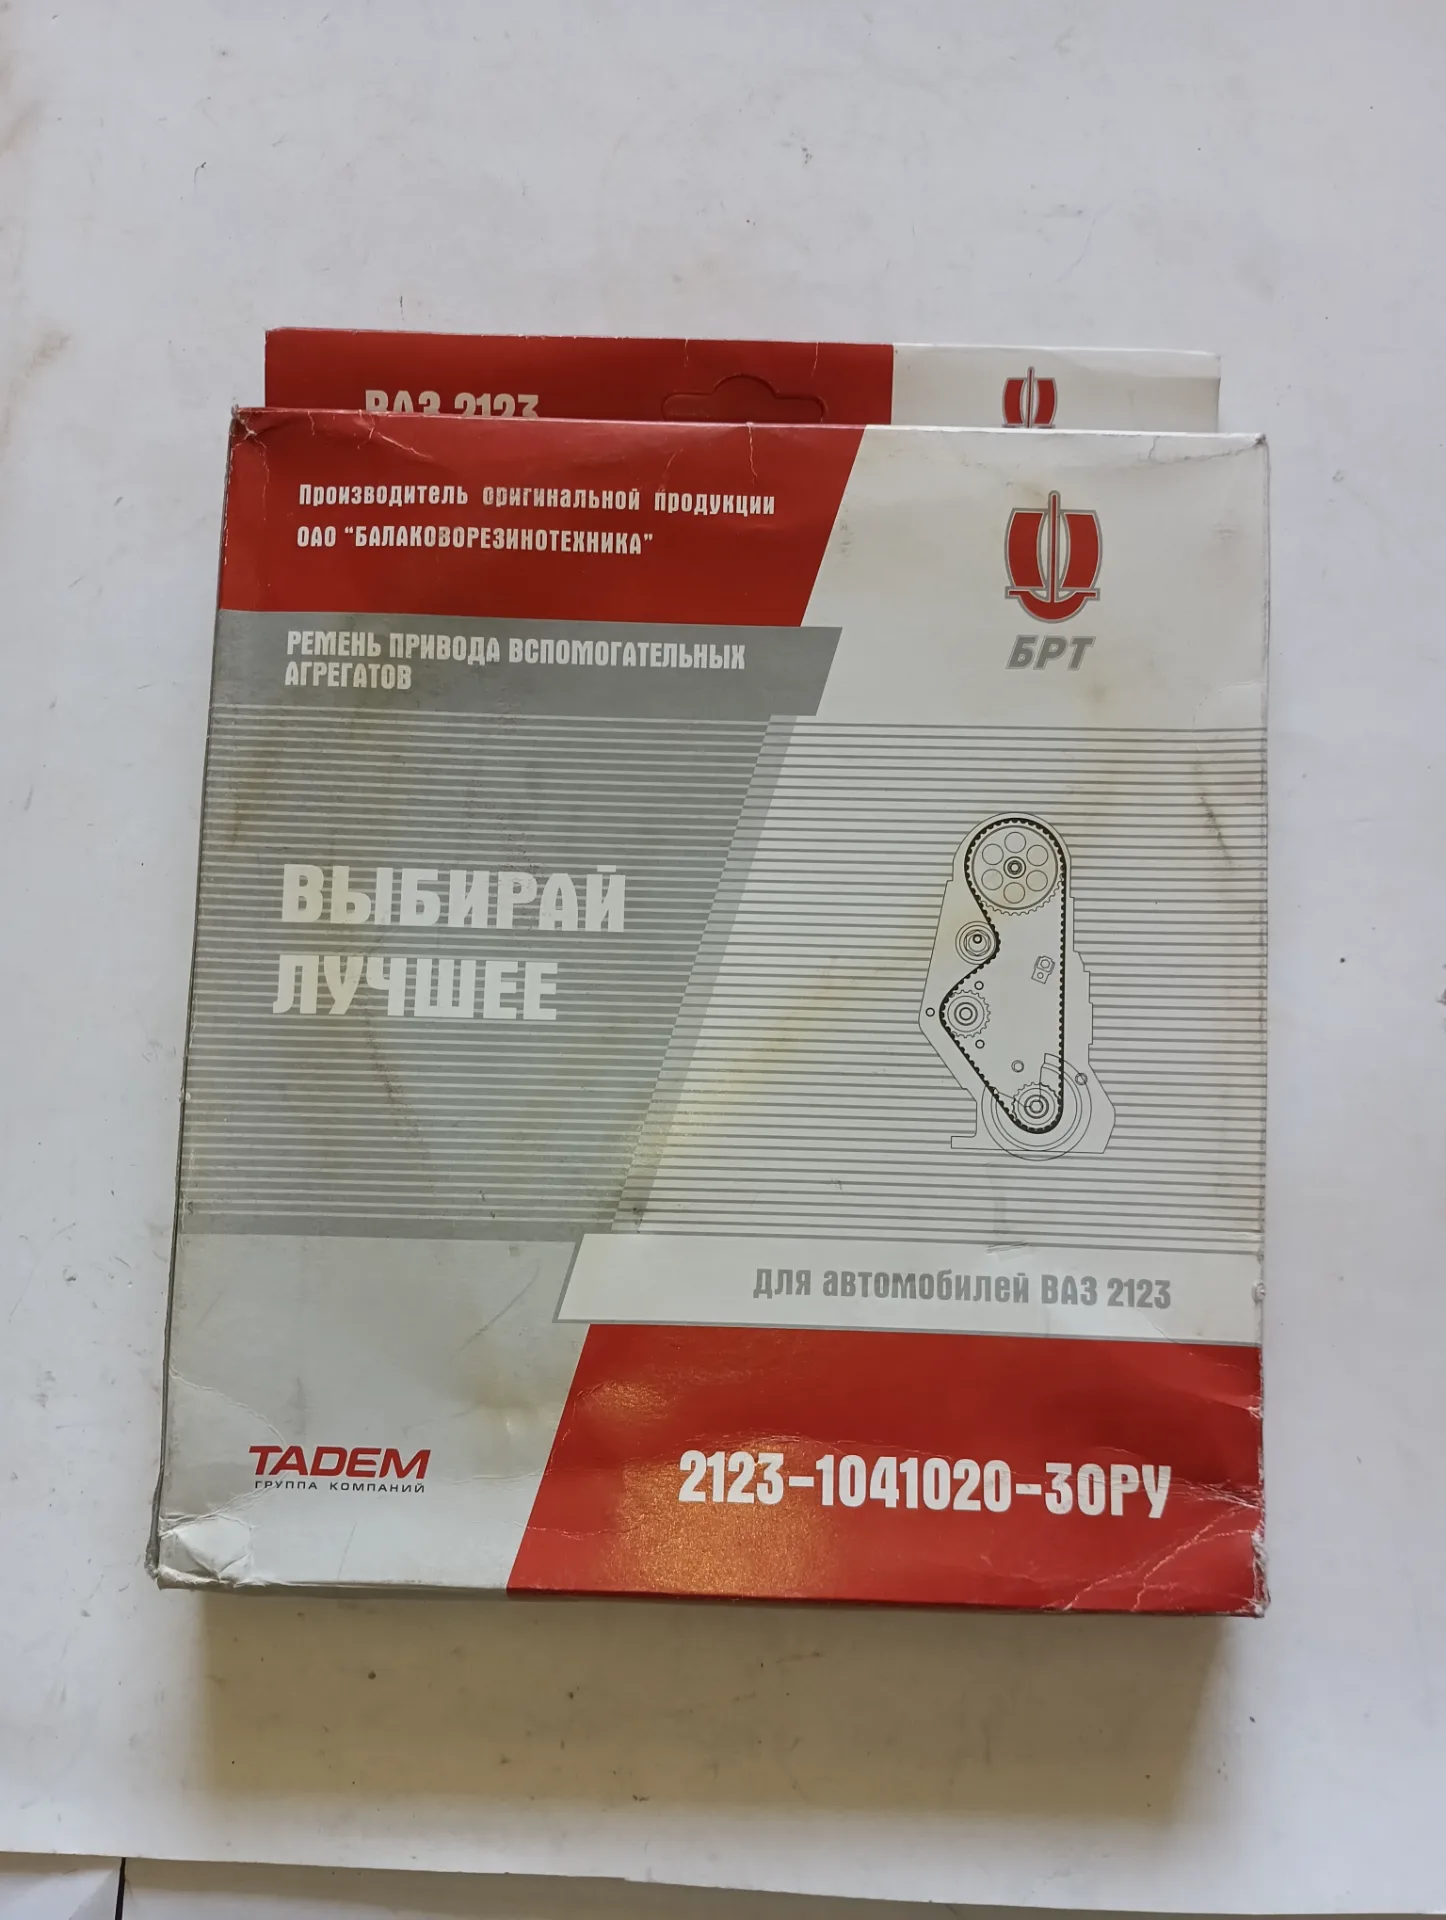 ВАЗ 2123
Производитель оригинальной продукции
ОАО "БАЛАКОВОРЕЗИНОТЕХНИКА"
БРТ
РЕМЕНЬ ПРИВОДА ВСПОМОГАТЕЛЬНЫХ
АГРЕГАТОВ
ВЫБИРАЙ
ЛУЧШЕЕ
для автомобилей ВАЗ 2123
TADEM
ГРУППА КОМПАНИЙ
2123-1041020-30РУ